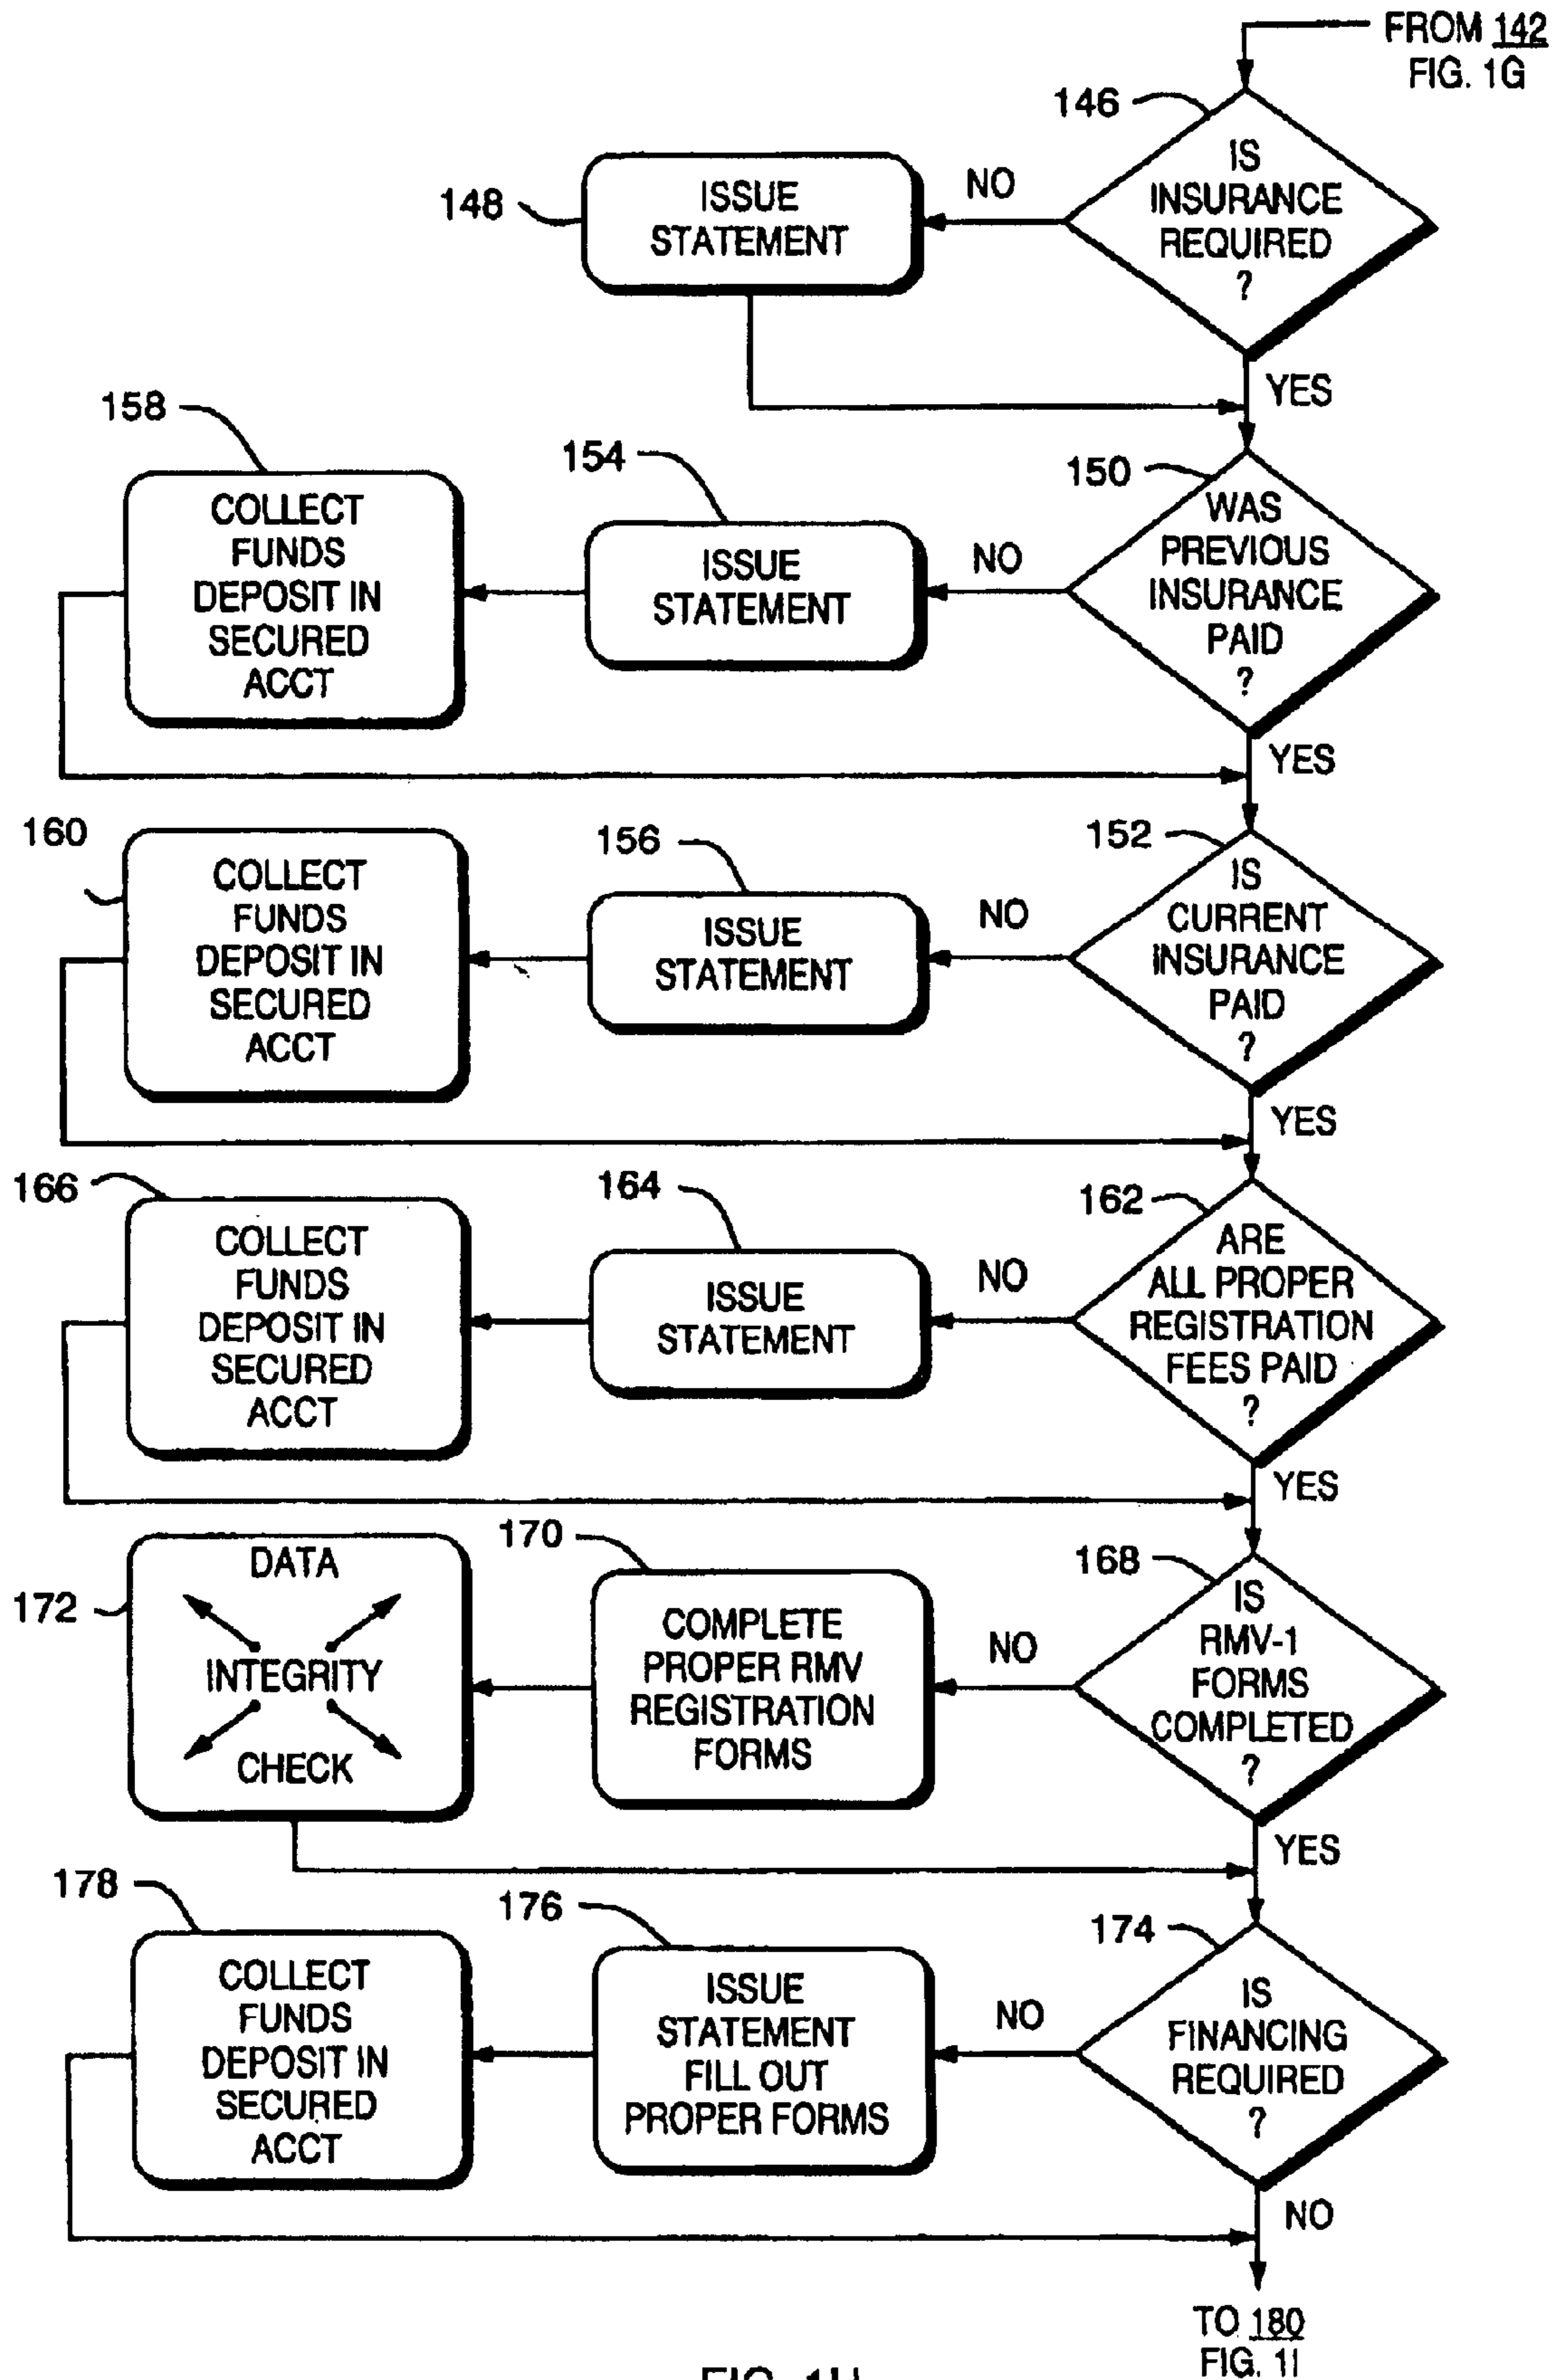 FROM 142
FIG. 1G
146
IS
INSURANCE
REQUIRED
?
NO
148
ISSUE
STATEMENT
YES
158
COLLECT
FUNDS
DEPOSIT IN
SECURED
ACCT
154
ISSUE
STATEMENT
NO
150
WAS
PREVIOUS
INSURANCE
PAID
?
YES
160
COLLECT
FUNDS
DEPOSIT IN
SECURED
ACCT
156
ISSUE
STATEMENT
NO
152
IS
CURRENT
INSURANCE
PAID
?
YES
166
COLLECT
FUNDS
DEPOSIT IN
SECURED
ACCT
164
ISSUE
STATEMENT
NO
162
ARE
ALL PROPER
REGISTRATION
FEES PAID
?
YES
172
DATA
INTEGRITY
CHECK
170
COMPLETE
PROPER RMV
REGISTRATION
FORMS
NO
168
IS
RMV-1
FORMS
COMPLETED
?
YES
178
COLLECT
FUNDS
DEPOSIT IN
SECURED
ACCT
176
ISSUE
STATEMENT
FILL OUT
PROPER FORMS
NO
174
IS
FINANCING
REQUIRED
?
NO
TO 180
FIG. 1I